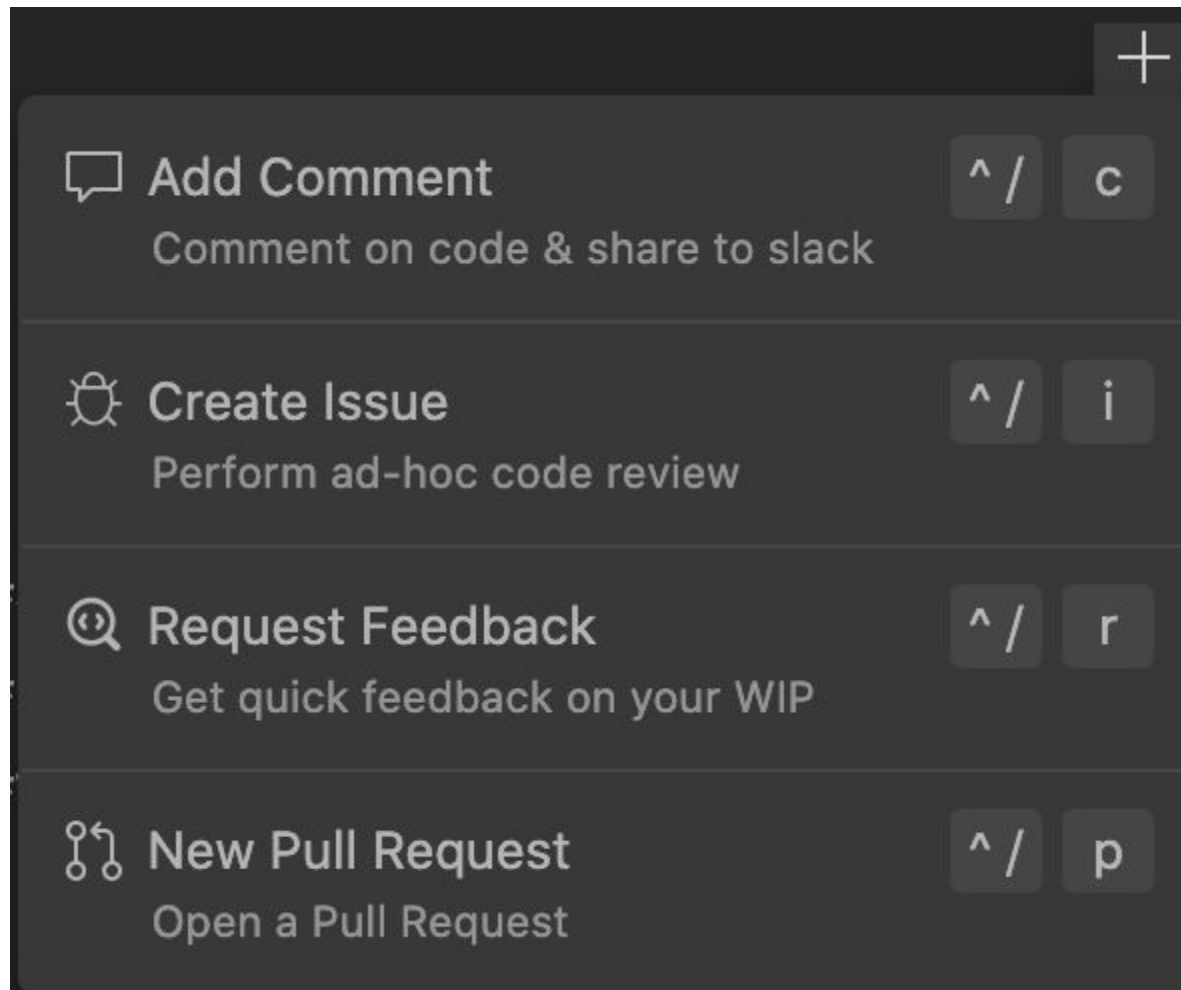 Add Comment ^ / c
Comment on code & share to slack
Create Issue ^ / i
Perform ad-hoc code review
Request Feedback ^ / r
Get quick feedback on your WIP
New Pull Request ^ / p
Open a Pull Request